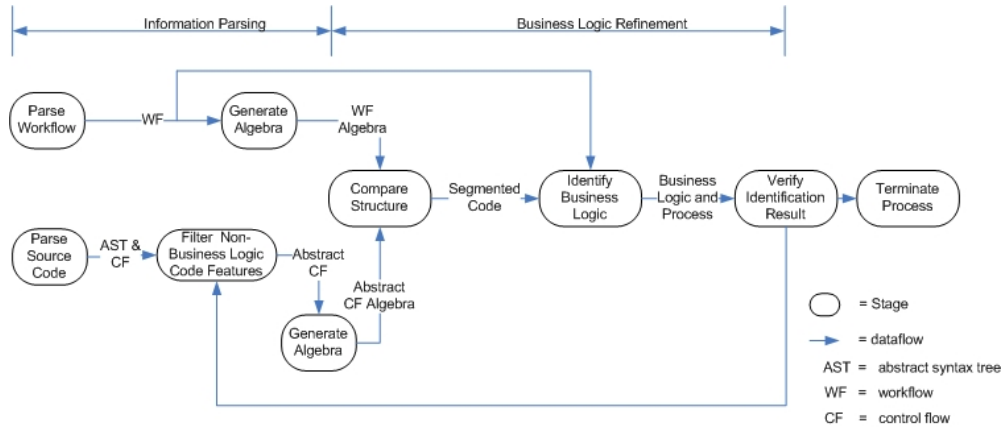 Information Parsing
Business Logic Refinement
Parse
Workflow
WF
Generate
Algebra
WF
Algebra
Compare
Structure
Segmented
Code
Identify
Business
Logic
Business
Logic and
Process
Verify
Identification
Result
Terminate
Process
Parse
Source
Code
AST &
CF
Filter Non-
Business Logic
Code Features
Abstract
CF
Generate
Algebra
Abstract
CF Algebra
= Stage
= dataflow
AST = abstract syntax tree
WF = workflow
CF = control flow